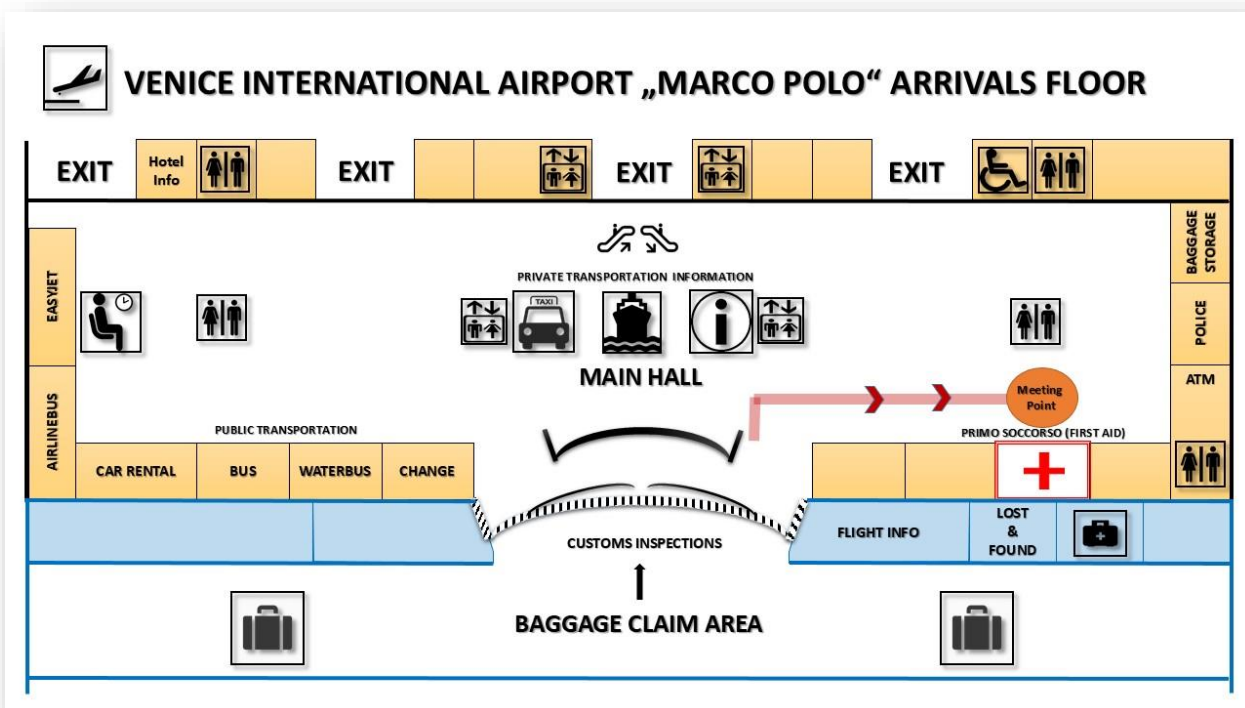 VENICE INTERNATIONAL AIRPORT „MARCO POLO“ ARRIVALS FLOOR
EXIT
Hotel
Info
EXIT
EXIT
EXIT
BAGGAGE
STORAGE
EASYJET
PRIVATE TRANSPORTATION INFORMATION
TAXI
POLICE
MAIN HALL
ATM
Meeting
Point
AIRLINEBUS
PUBLIC TRANSPORTATION
PRIMO SOCCORSO (FIRST AID)
CAR RENTAL
BUS
WATERBUS
CHANGE
FLIGHT INFO
LOST
&
FOUND
CUSTOMS INSPECTIONS
BAGGAGE CLAIM AREA